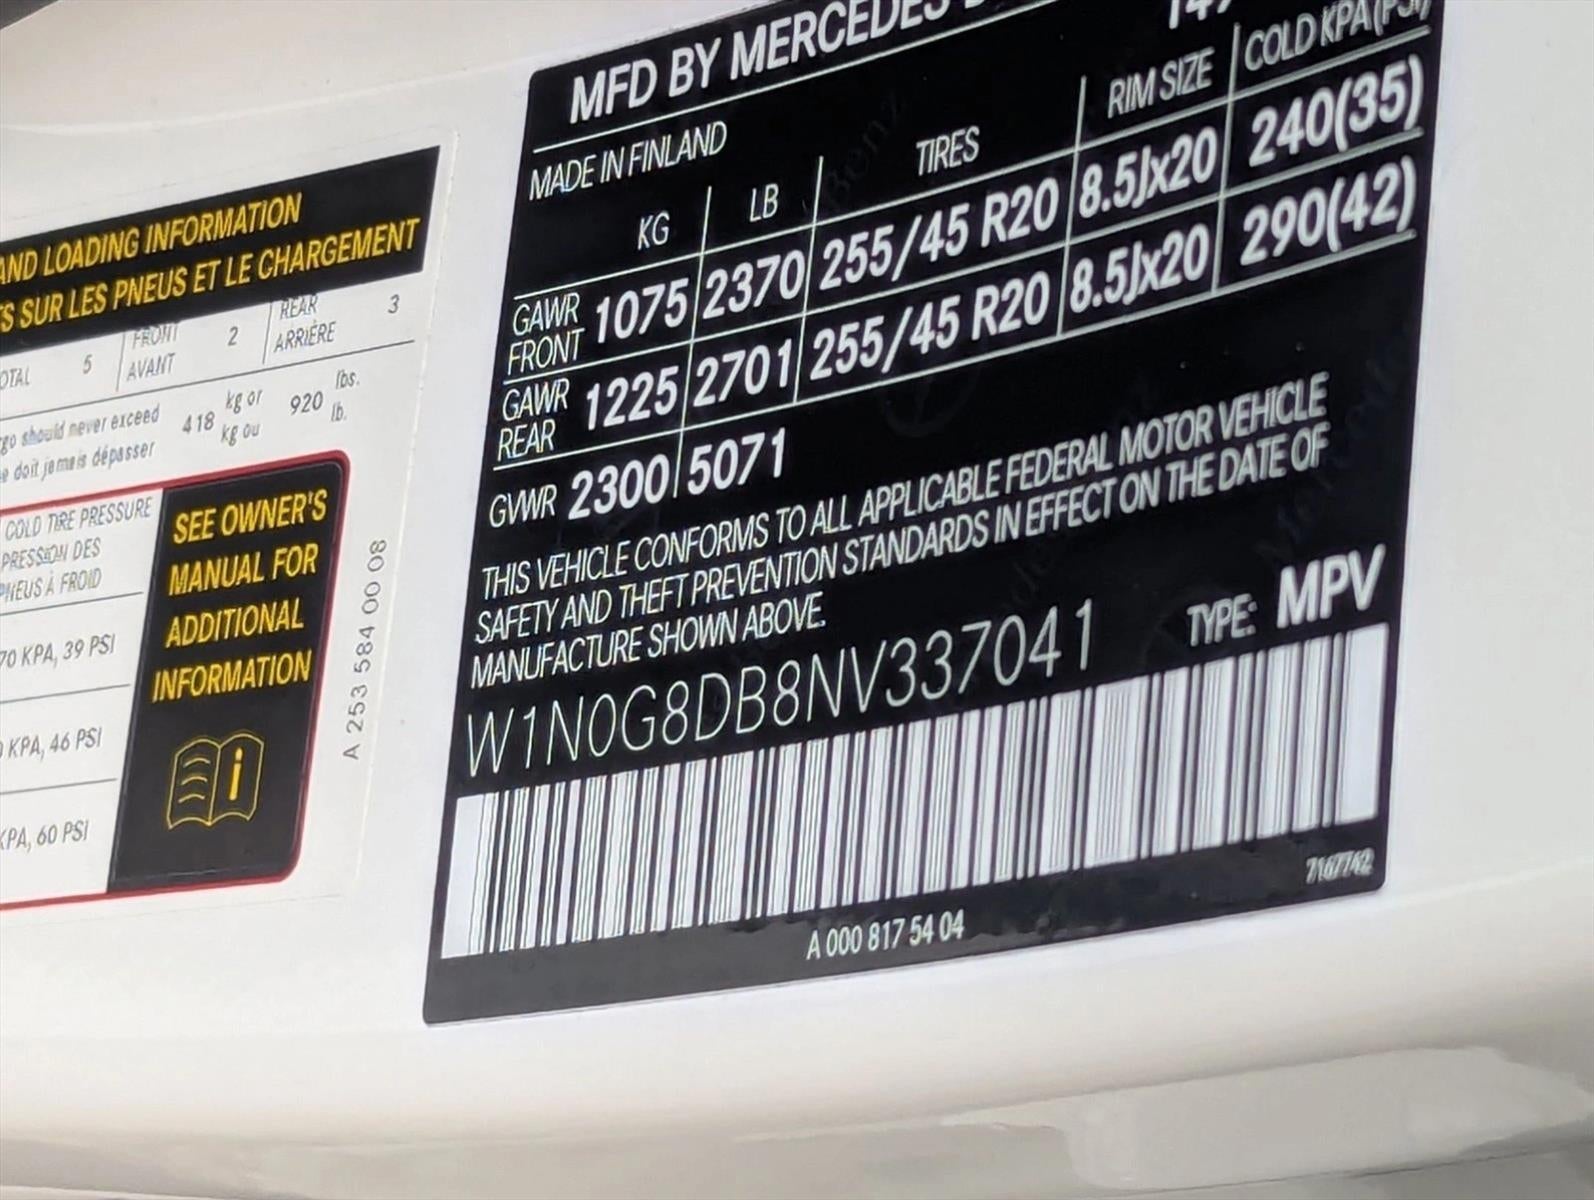 AND LOADING INFORMATION
SUR LES PNEUS ET LE CHARGEMENT
5
FRONT
AVANT
2
REAR
ARRIÈRE
3
should never exceed
doit jamais dépasser
418
kg or
kg ou
920
lbs.
lb.
COLD TIRE PRESSURE
PRESSION DES
PNEUS À FROID
KPA, 39 PSI
KPA, 46 PSI
KPA, 60 PSI
SEE OWNER'S
MANUAL FOR
ADDITIONAL
INFORMATION
A 253 584 00 08
MFD BY MERCEDES
MADE IN FINLAND
KG LB TIRES RIM SIZE COLD KPA(PSI)
GAWR FRONT 1075 2370 255/45 R20 8.5Jx20 240(35)
GAWR REAR 1225 2701 255/45 R20 8.5Jx20 290(42)
GVWR 2300 5071
THIS VEHICLE CONFORMS TO ALL APPLICABLE FEDERAL MOTOR VEHICLE
SAFETY AND THEFT PREVENTION STANDARDS IN EFFECT ON THE DATE OF
MANUFACTURE SHOWN ABOVE.
W1N0G8DB8NV337041 TYPE: MPV
7167742
A 000 817 54 04